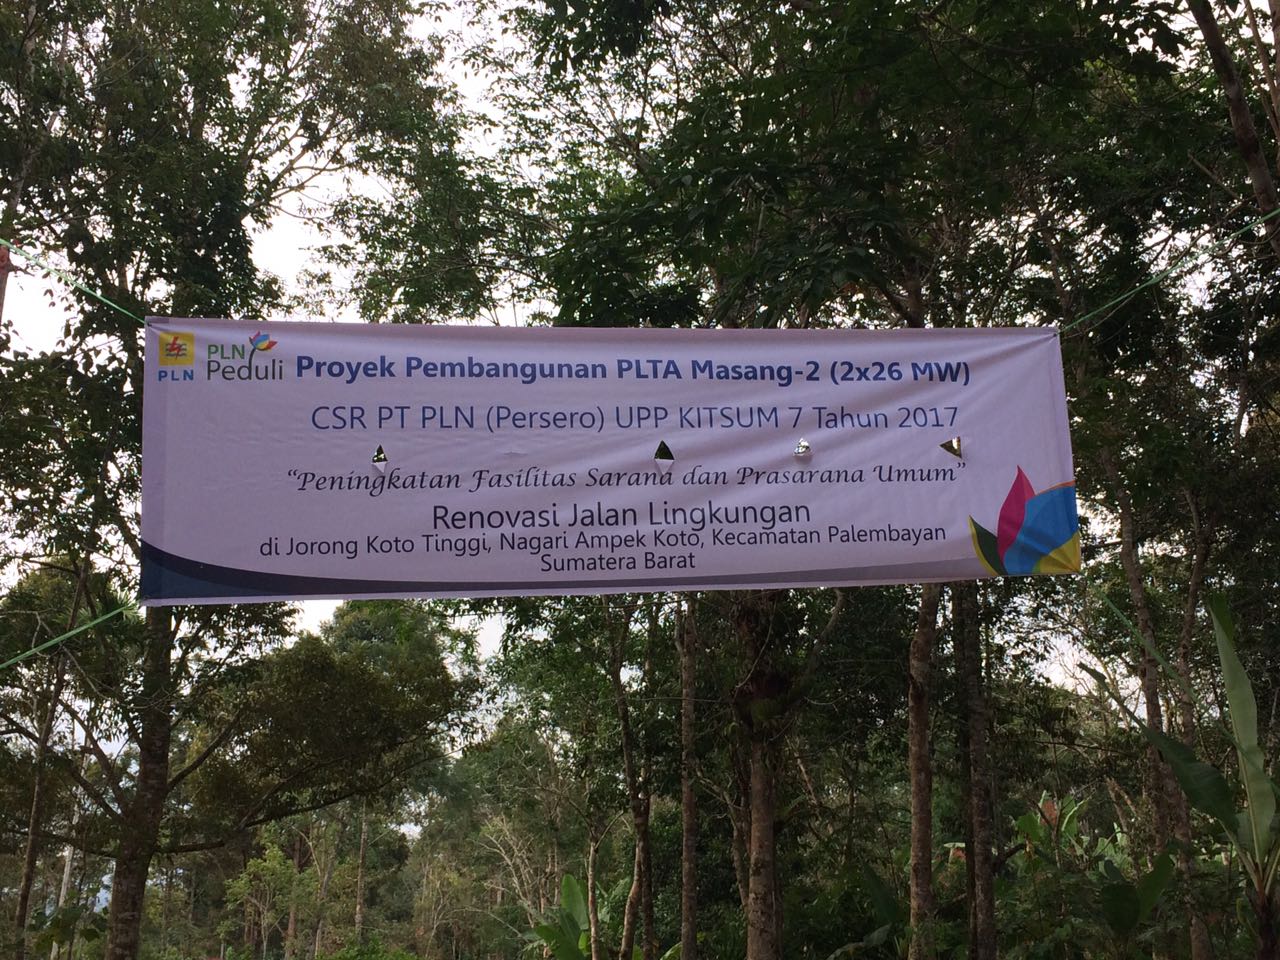 PLN
PLN Peduli
Proyek Pembangunan PLTA Masang-2 (2x26 MW)
CSR PT PLN (Persero) UPP KITSUM 7 Tahun 2017
“Peningkatan Fasilitas Sarana dan Prasarana Umum”
Renovasi Jalan Lingkungan
di Jorong Koto Tinggi, Nagari Ampek Koto, Kecamatan Palembayan
Sumatera Barat